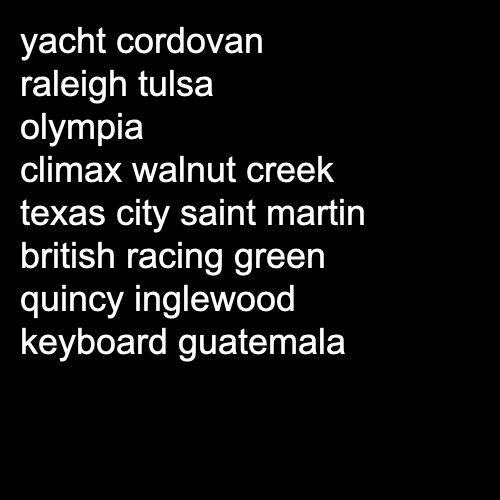 yacht cordovan
raleigh tulsa
olympia
climax walnut creek
texas city saint martin
british racing green
quincy inglewood
keyboard guatemala